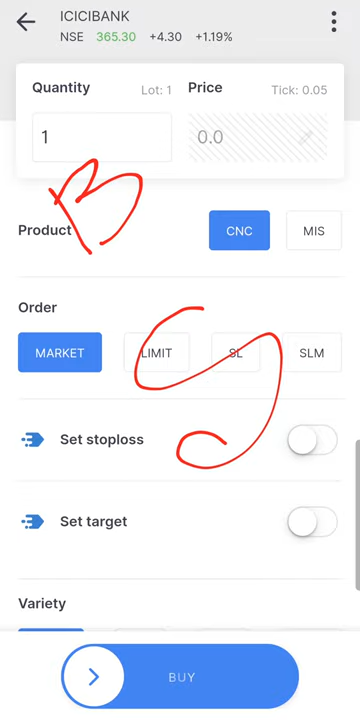 ICICIBANK
NSE 365.30 +4.30 +1.19%
Quantity Lot: 1 Price Tick: 0.05
1 0.0
B
Product CNC MIS
Order
MARKET LIMIT SL SLM
S
Set stoploss
Set target
Variety
BUY